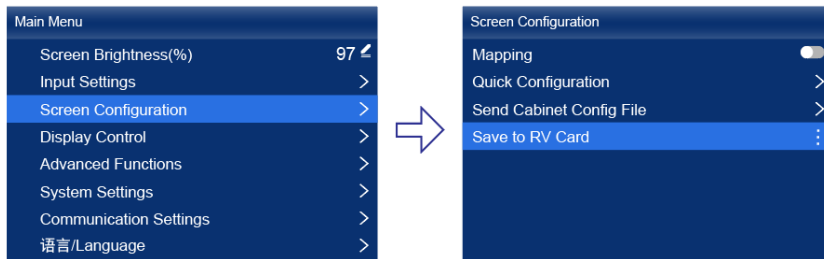 Main Menu
Screen Brightness(%) 97
Input Settings
Screen Configuration
Display Control
Advanced Functions
System Settings
Communication Settings
语言/Language
Screen Configuration
Mapping
Quick Configuration
Send Cabinet Config File
Save to RV Card